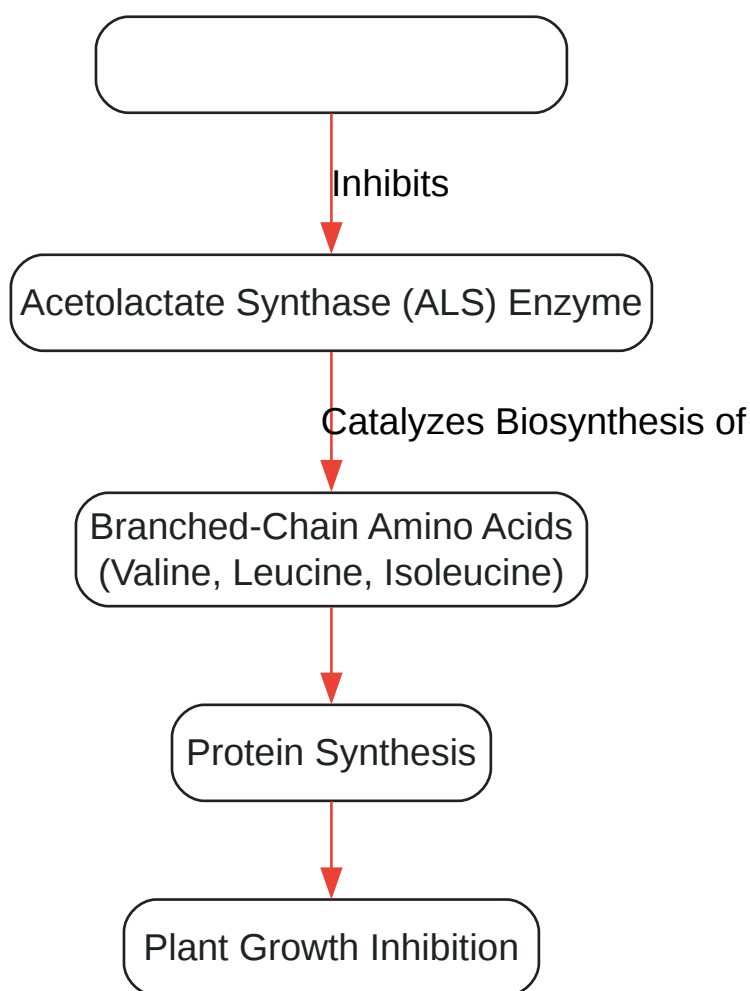 Inhibits
Acetolactate Synthase (ALS) Enzyme
Catalyzes Biosynthesis of
Branched-Chain Amino Acids
(Valine, Leucine, Isoleucine)
Protein Synthesis
Plant Growth Inhibition